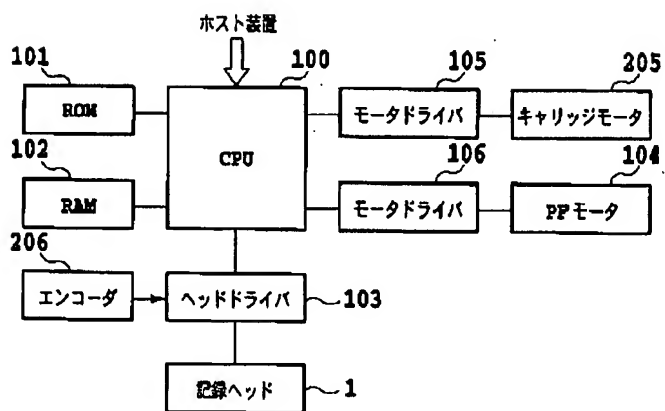 ホスト装置
101
100
105
205
ROM
CPU
モータドライバ
キャリッジモータ
102
106
104
RAM
モータドライバ
PFモータ
206
エンコーダ
ヘッドドライバ
103
記録ヘッド
1